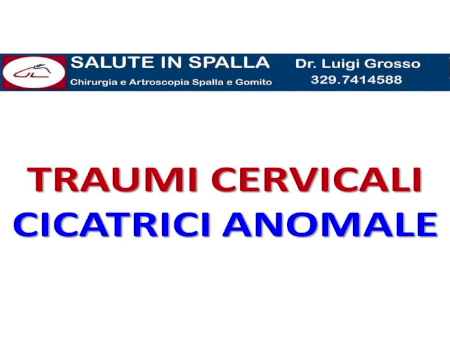 SALUTE IN SPALLA
Dr. Luigi Grosso
Chirurgia e Artroscopia Spalla e Gomito
329.7414588
TRAUMI CERVICALI
CICATRICI ANOMALE